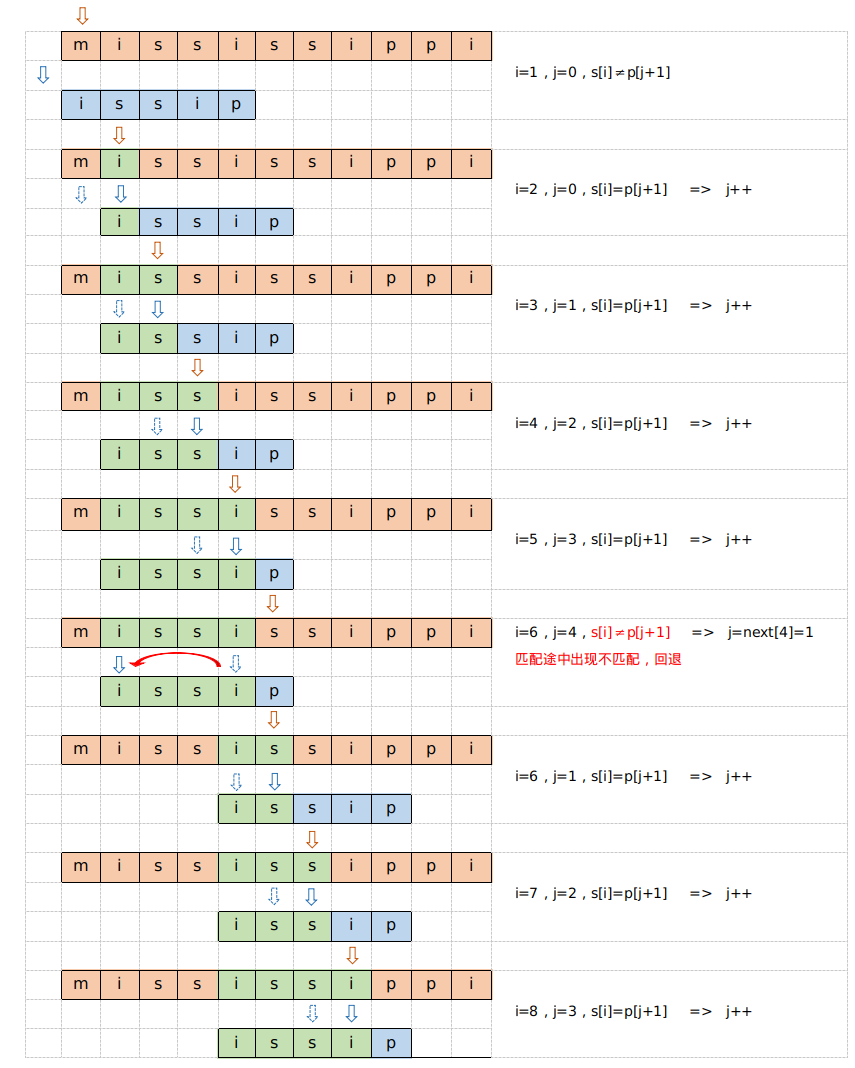 m i s s i s s i p p i
i=1 , j=0 , s[i]≠p[j+1]
i s s i p
m i s s i s s i p p i
i=2 , j=0 , s[i]=p[j+1] => j++
i s s i p
m i s s i s s i p p i
i=3 , j=1 , s[i]=p[j+1] => j++
i s s i p
m i s s i s s i p p i
i=4 , j=2 , s[i]=p[j+1] => j++
i s s i p
m i s s i s s i p p i
i=5 , j=3 , s[i]=p[j+1] => j++
i s s i p
m i s s i s s i p p i
i=6 , j=4 , s[i]≠p[j+1] => j=next[4]=1
匹配途中出现不匹配，回退
i s s i p
m i s s i s s i p p i
i=6 , j=1 , s[i]=p[j+1] => j++
i s s i p
m i s s i s s i p p i
i=7 , j=2 , s[i]=p[j+1] => j++
i s s i p
m i s s i s s i p p i
i=8 , j=3 , s[i]=p[j+1] => j++
i s s i p